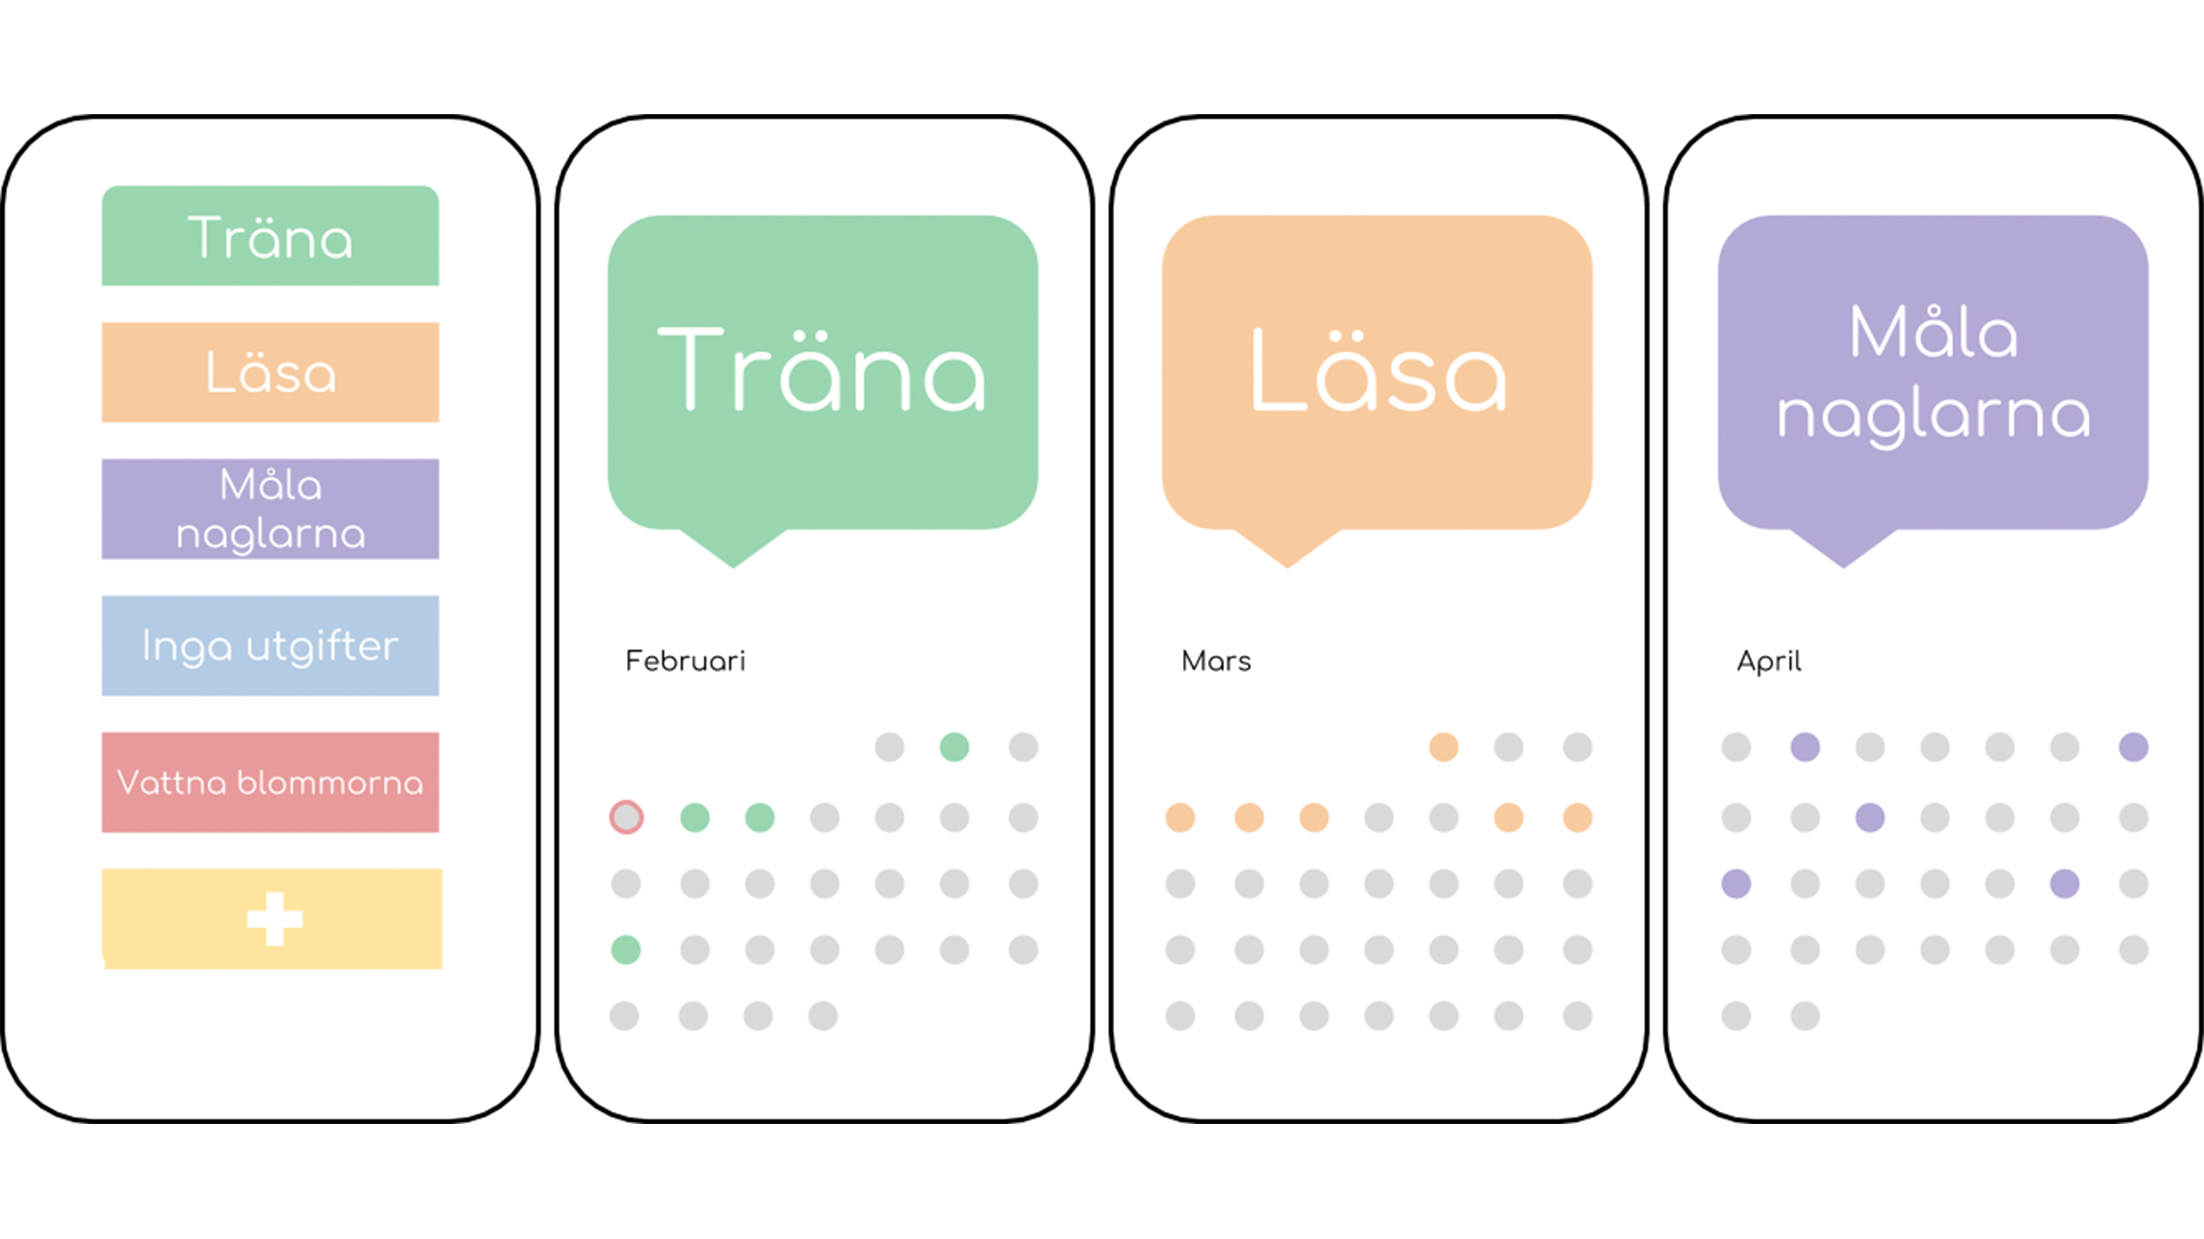 Träna
Läsa
Måla
naglarna
Inga utgifter
Vattna blommorna
Träna
Februari
Läsa
Mars
Måla
naglarna
April